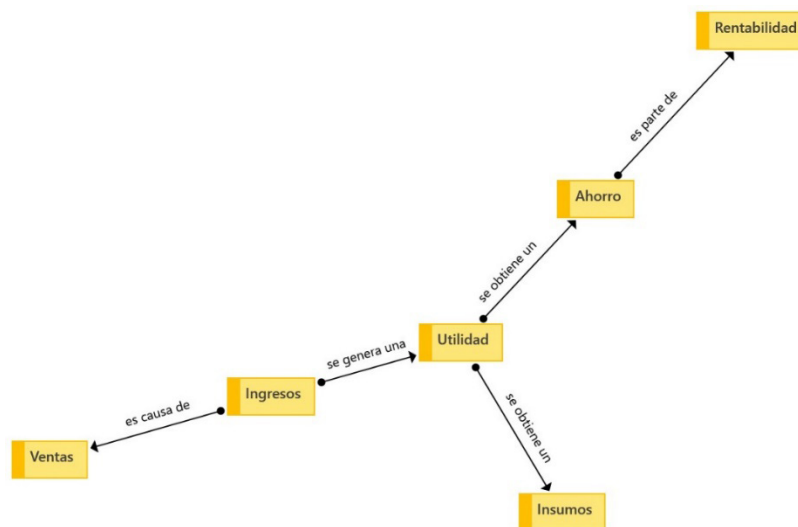 Rentabilidad
es parte de
Ahorro
se obtiene un
Utilidad
se genera una
Ingresos
es causa de
Ventas
se obtiene un
Insumos